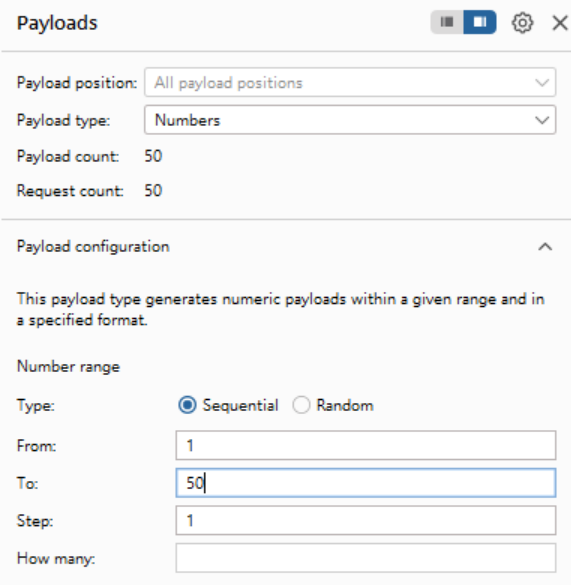 Payloads
Payload position: All payload positions
Payload type: Numbers
Payload count: 50
Request count: 50
Payload configuration
This payload type generates numeric payloads within a given range and in
a specified format.
Number range
Type: Sequential Random
From: 1
To: 50
Step: 1
How many: